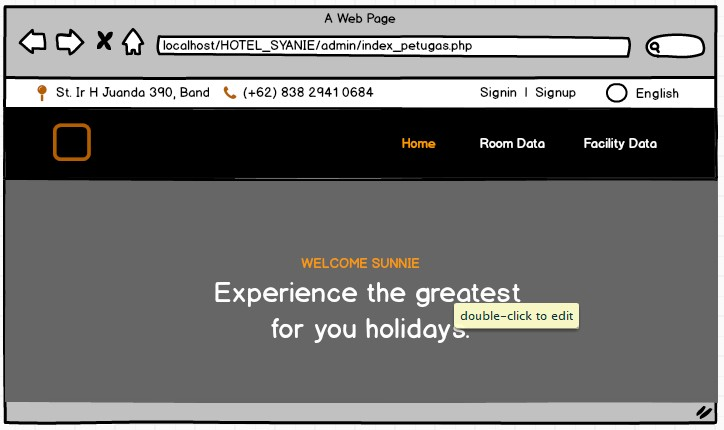 A Web Page
localhost/HOTEL_SYANIE/admin/index_petugas.php
St. Ir H Juanda 390, Band
(+62) 838 2941 0684
Signin | Signup
English
Home
Room Data
Facility Data
WELCOME SUNNIE
Experience the greatest
for you holidays.
double-click to edit